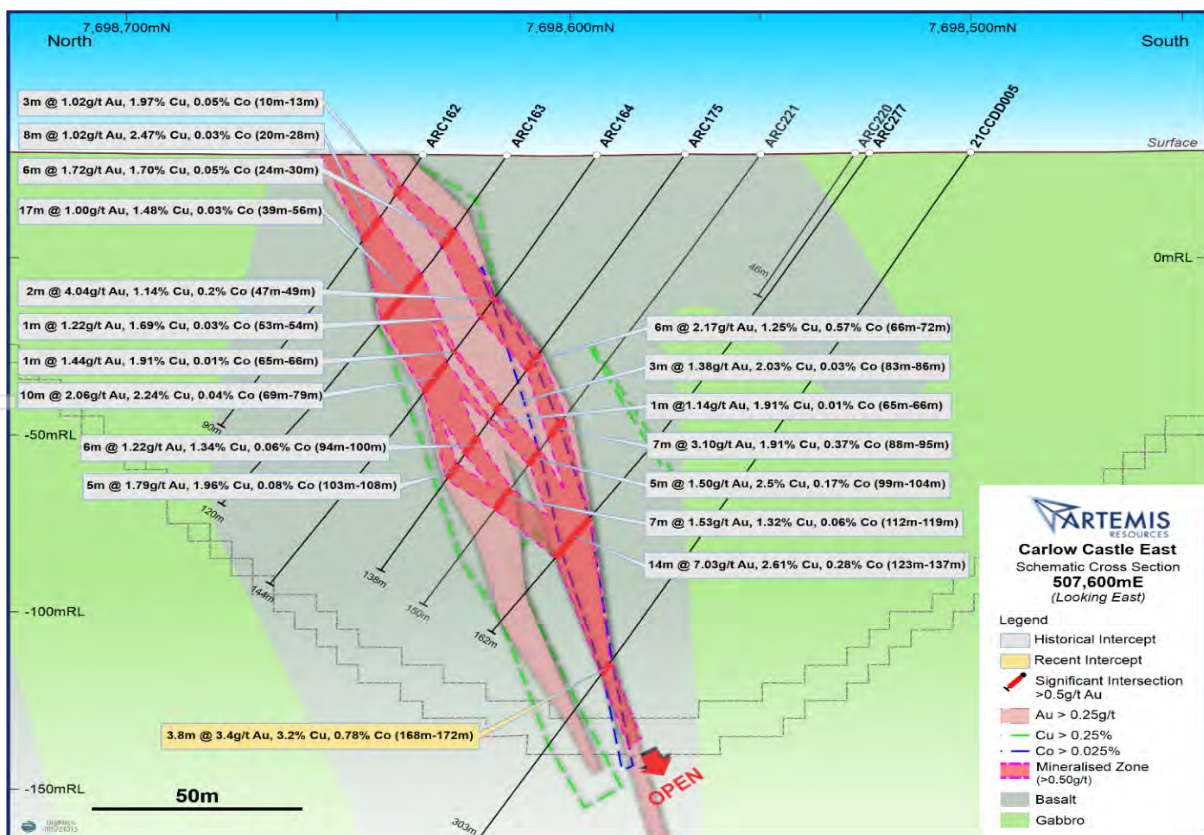 7,698,700mN
7,698,600mN
7,698,500mN
North
South
ARC162
ARC163
ARC164
ARC175
ARC221
ARC220
ARC277
21CCDD005
Surface
3m @ 1.02g/t Au, 1.97% Cu, 0.05% Co (10m-13m)
8m @ 1.02g/t Au, 2.47% Cu, 0.03% Co (20m-28m)
6m @ 1.72g/t Au, 1.70% Cu, 0.05% Co (24m-30m)
17m @ 1.00g/t Au, 1.48% Cu, 0.03% Co (39m-56m)
2m @ 4.04g/t Au, 1.14% Cu, 0.2% Co (47m-49m)
1m @ 1.22g/t Au, 1.69% Cu, 0.03% Co (53m-54m)
1m @ 1.44g/t Au, 1.91% Cu, 0.01% Co (65m-66m)
10m @ 2.06g/t Au, 2.24% Cu, 0.04% Co (69m-79m)
6m @ 1.22g/t Au, 1.34% Cu, 0.06% Co (94m-100m)
5m @ 1.79g/t Au, 1.96% Cu, 0.08% Co (103m-108m)
6m @ 2.17g/t Au, 1.25% Cu, 0.57% Co (66m-72m)
3m @ 1.38g/t Au, 2.03% Cu, 0.03% Co (83m-86m)
1m @1.14g/t Au, 1.91% Cu, 0.01% Co (65m-66m)
7m @ 3.10g/t Au, 1.91% Cu, 0.37% Co (88m-95m)
5m @ 1.50g/t Au, 2.5% Cu, 0.17% Co (99m-104m)
7m @ 1.53g/t Au, 1.32% Cu, 0.06% Co (112m-119m)
14m @ 7.03g/t Au, 2.61% Cu, 0.28% Co (123m-137m)
3.8m @ 3.4g/t Au, 3.2% Cu, 0.78% Co (168m-172m)
0mRL
-50mRL
-50mRL
-100mRL
-100mRL
-150mRL
-150mRL
46m
90m
120m
144m
138m
150m
162m
303m
OPEN
50m
ARTEMIS
RESOURCES
Carlow Castle East
Schematic Cross Section
507,600mE
(Looking East)
Legend
Historical Intercept
Recent Intercept
Significant Intersection
>0.5g/t Au
Au > 0.25g/t
Cu > 0.25%
Co > 0.025%
Mineralised Zone
(>0.50g/t)
Basalt
Gabbro